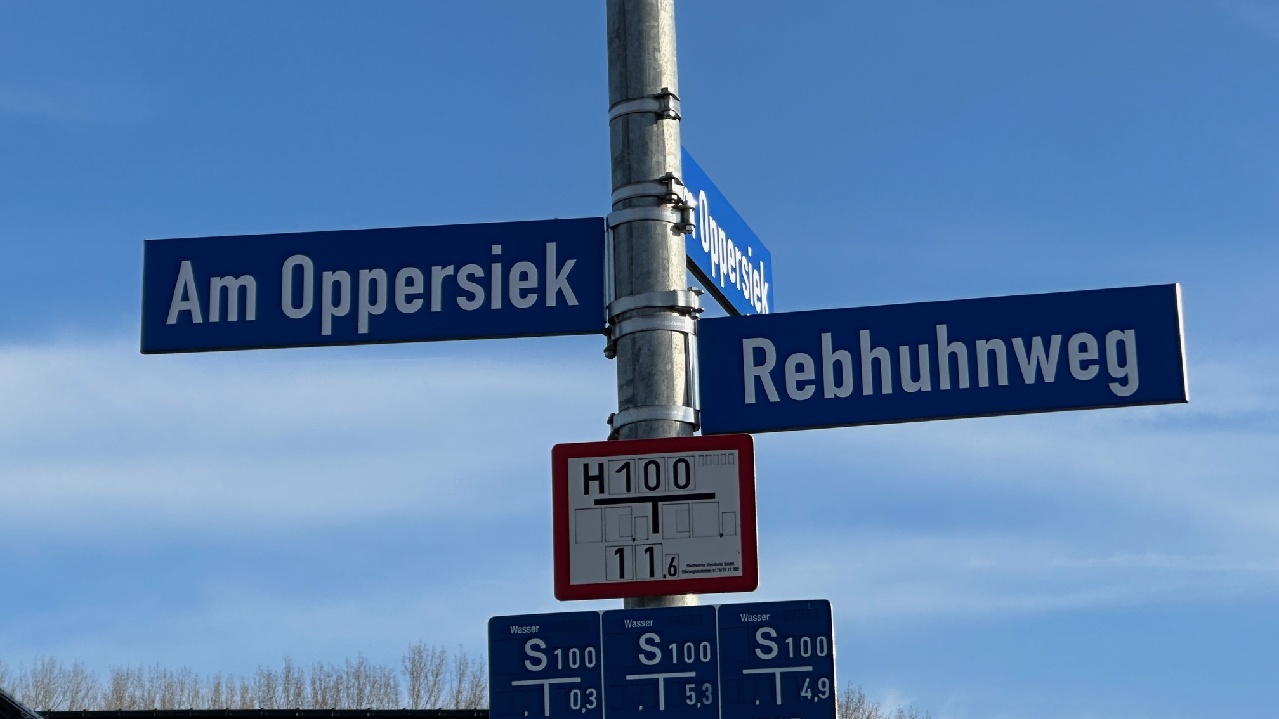 Am Oppersiek
Oppersiek
Rebhuhnweg
H100
11,6
Wasser
S100
0,3
Wasser
S100
5,3
Wasser
S100
4,9